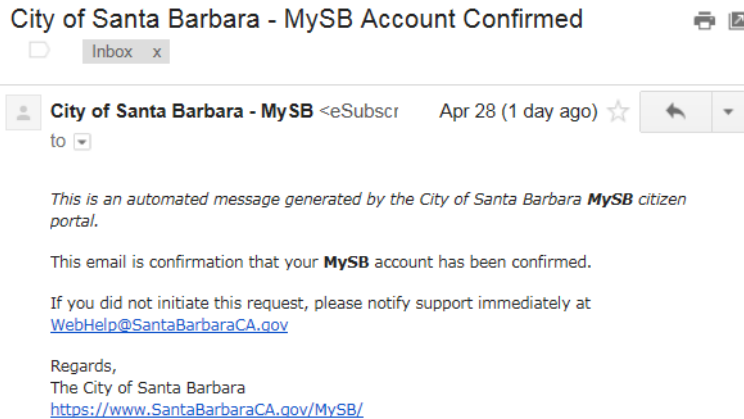 City of Santa Barbara - MySB Account Confirmed
Inbox x
City of Santa Barbara - MySB <eSubscr Apr 28 (1 day ago)
to
This is an automated message generated by the City of Santa Barbara MySB citizen
portal.
This email is confirmation that your MySB account has been confirmed.
If you did not initiate this request, please notify support immediately at
WebHelp@SantaBarbaraCA.gov
Regards,
The City of Santa Barbara
https://www.SantaBarbaraCA.gov/MySB/